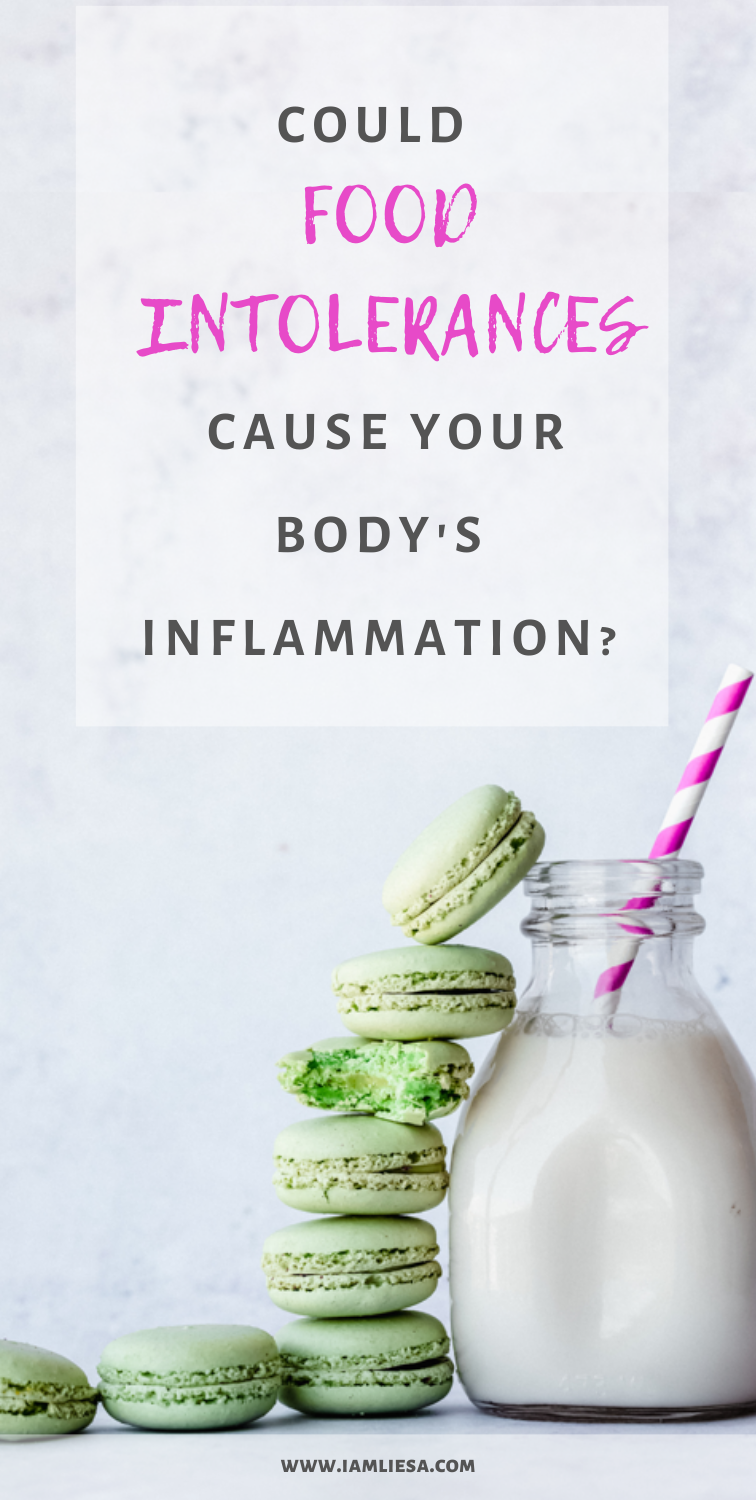 COULD
FOOD
INTOLERANCES
CAUSE YOUR
BODY'S
INFLAMMATION?
WWW.IAMLIESA.COM